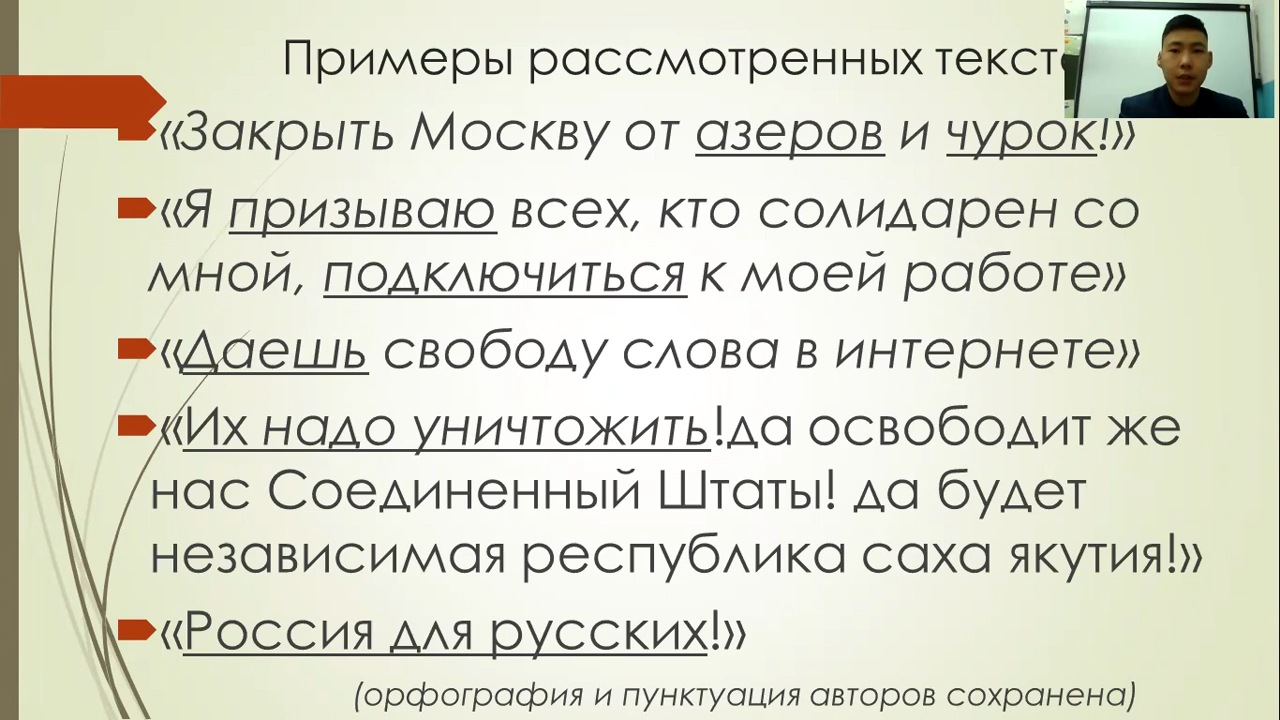 Примеры рассмотренных тексто
«Закрыть Москву от азеров и чурок!»
«Я призываю всех, кто солидарен со
мной, подключиться к моей работе»
«Даешь свободу слова в интернете»
«Их надо уничтожить!да освободит же
нас Соединенный Штаты! да будет
независимая республика саха якутия!»
«Россия для русских!»
(орфография и пунктуация авторов сохранена)